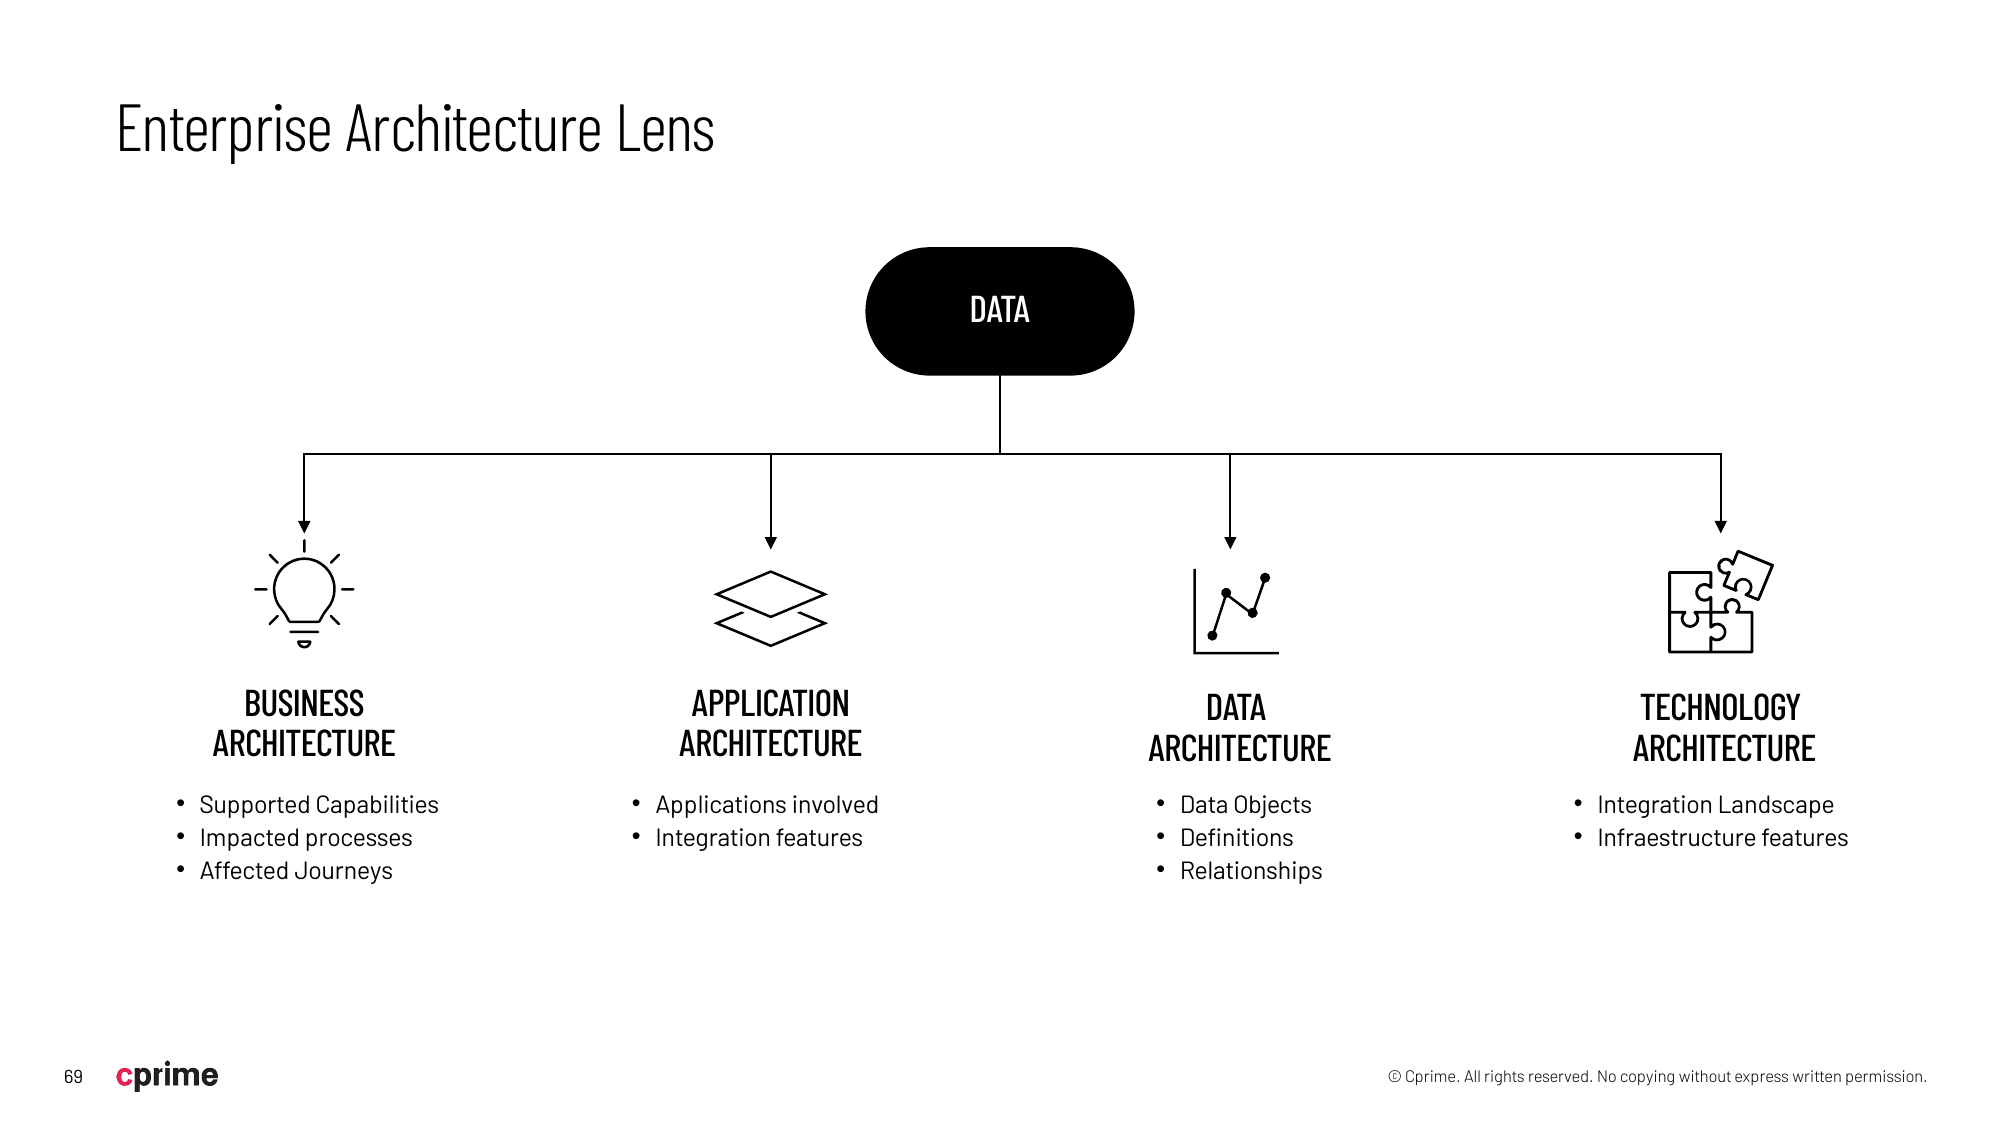 Enterprise Architecture Lens
DATA
BUSINESS
ARCHITECTURE
• Supported Capabilities
• Impacted processes
• Affected Journeys
APPLICATION
ARCHITECTURE
• Applications involved
• Integration features
DATA
ARCHITECTURE
• Data Objects
• Definitions
• Relationships
TECHNOLOGY
ARCHITECTURE
• Integration Landscape
• Infraestructure features
69
cprime
© Cprime. All rights reserved. No copying without express written permission.